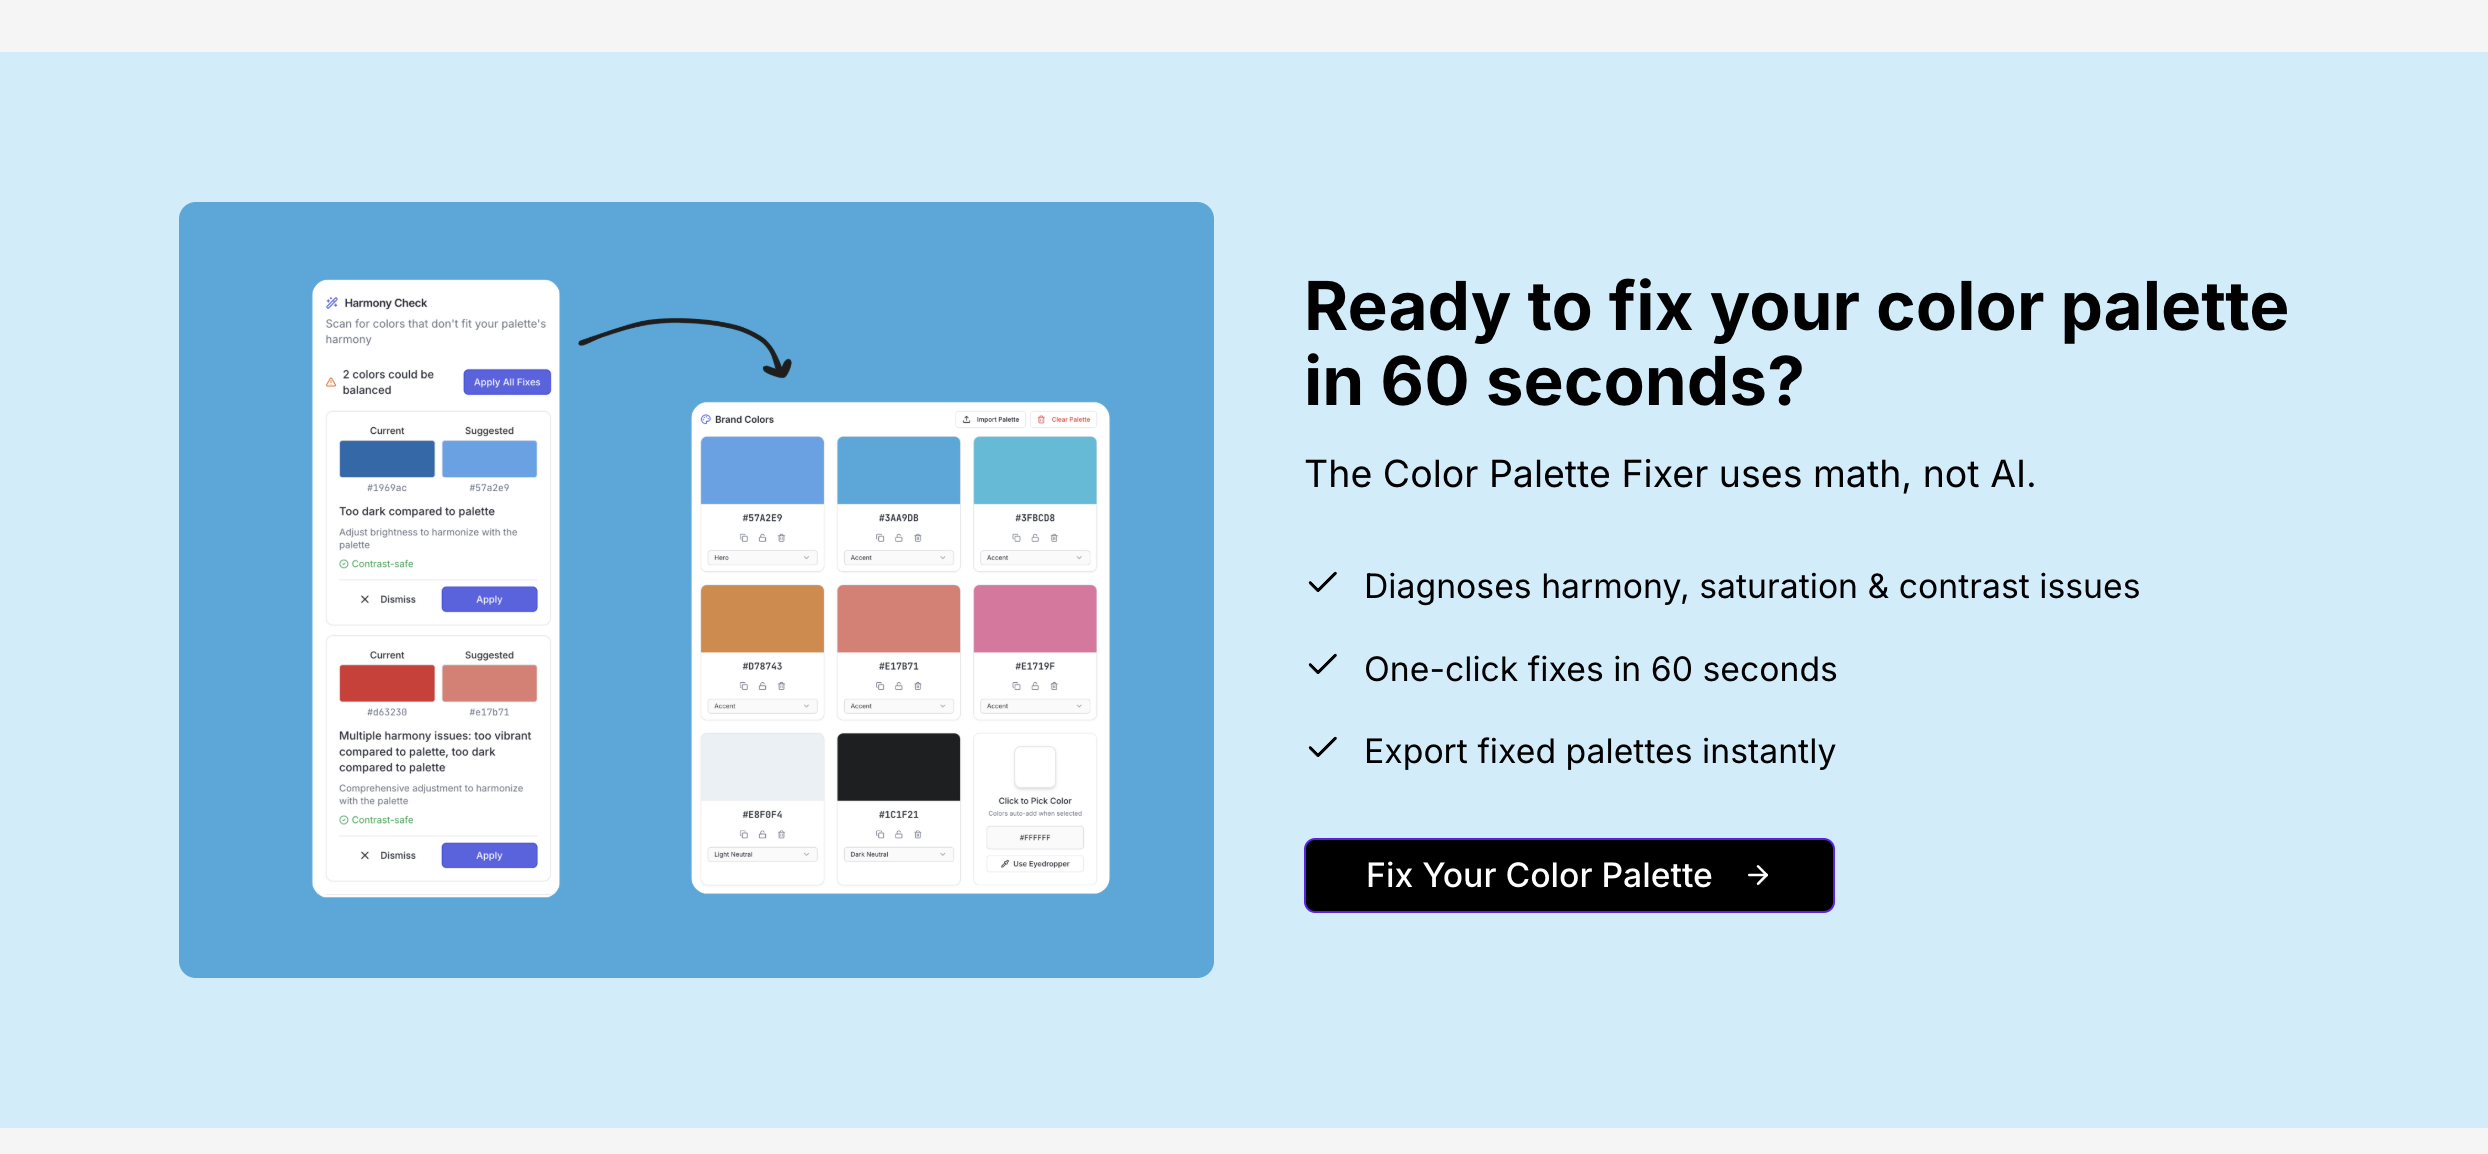 Harmony Check
Scan for colors that don't fit your palette's
harmony
2 colors could be
balanced
Apply All Fixes
Current
Suggested
#1969ac
#57a2e9
Too dark compared to palette
Adjust brightness to harmonize with the
palette
Contrast-safe
Dismiss
Apply
Current
Suggested
#d63230
#e17b71
Multiple harmony issues: too vibrant
compared to palette, too dark
compared to palette
Comprehensive adjustment to harmonize
with the palette
Contrast-safe
Dismiss
Apply
Brand Colors
Import Palette
Clear Palette
#57A2E9
#3AA9DB
#3FBCD8
Hero
Accent
Accent
#D78743
#E17B71
#E1719F
Accent
Accent
Accent
#E8F0F4
#1C1F21
Light Neutral
Dark Neutral
Click to Pick Color
Colors auto-add when selected
#FFFFFF
Use Eyedropper
Ready to fix your color palette
in 60 seconds?
The Color Palette Fixer uses math, not AI.
Diagnoses harmony, saturation & contrast issues
One-click fixes in 60 seconds
Export fixed palettes instantly
Fix Your Color Palette